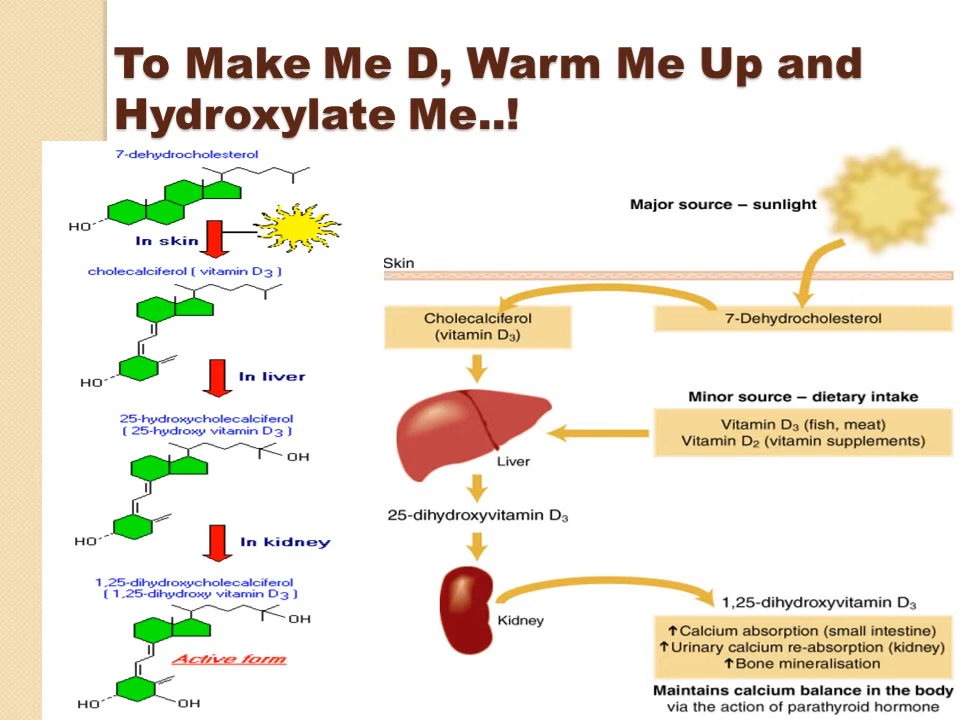 To Make Me D, Warm Me Up and
Hydroxylate Me..!
7-dehydrocholesterol
HO
In skin
cholecalciferol ( vitamin D3 )
HO
In liver
25-hydroxycholecalciferol
( 25-hydroxy vitamin D3 )
OH
HO
In kidney
1,25-dihydroxycholecalciferol
( 1,25-dihydroxy vitamin D3 )
OH
Active form
HO
OH
Major source – sunlight
Skin
Cholecalciferol
(vitamin D3)
7-Dehydrocholesterol
Minor source – dietary intake
Vitamin D3 (fish, meat)
Vitamin D2 (vitamin supplements)
Liver
25-dihydroxyvitamin D3
Kidney
1,25-dihydroxyvitamin D3
↑Calcium absorption (small intestine)
↑Urinary calcium re-absorption (kidney)
↑Bone mineralisation
Maintains calcium balance in the body
via the action of parathyroid hormone